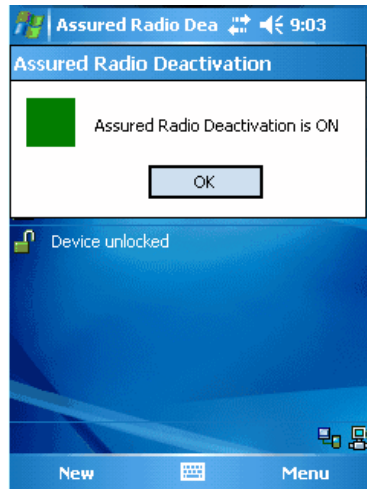 Assured Radio Dea 9:03
Assured Radio Deactivation
Assured Radio Deactivation is ON
OK
Device unlocked
New Menu